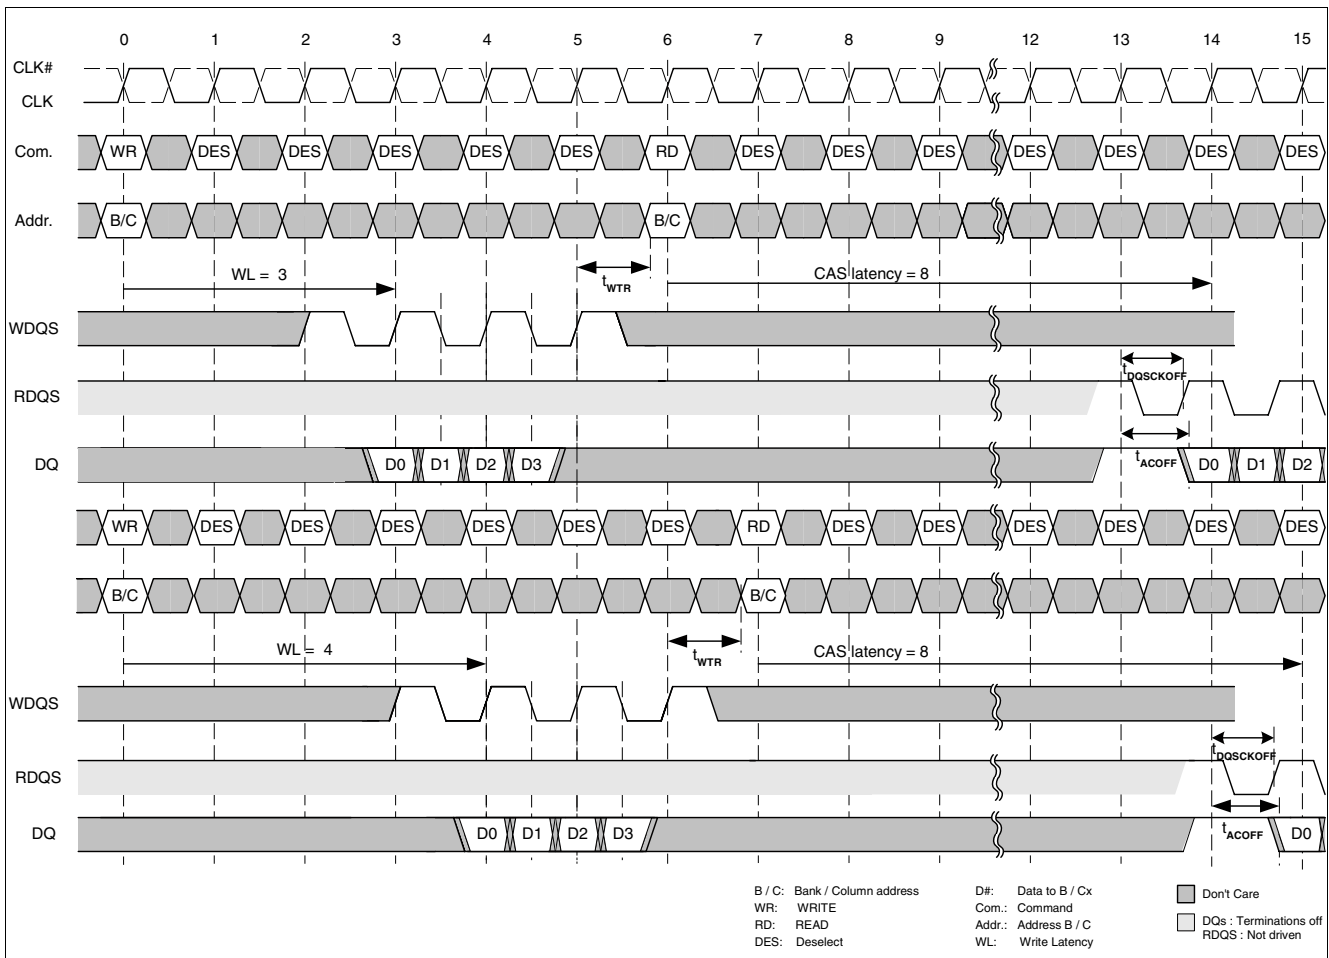 0 1 2 3 4 5 6 7 8 9 12 13 14 15
CLK#
CLK
Com. WR DES DES DES DES DES RD DES DES DES DES DES DES DES
Addr. B/C B/C
WL = 3 tWTR CAS latency = 8
WDQS
tDQSCKOFF
RDQS
tACOFF
DQ D0 D1 D2 D3 D0 D1 D2
WR DES DES DES DES DES DES RD DES DES DES DES DES DES
B/C B/C
WL = 4 tWTR CAS latency = 8
WDQS
tDQSCKOFF
RDQS
tACOFF
DQ D0 D1 D2 D3 D0
B / C: Bank / Column address D#: Data to B / Cx Don't Care
WR: WRITE Com.: Command
RD: READ Addr.: Address B / C DQs : Terminations off
DES: Deselect WL: Write Latency RDQS : Not driven